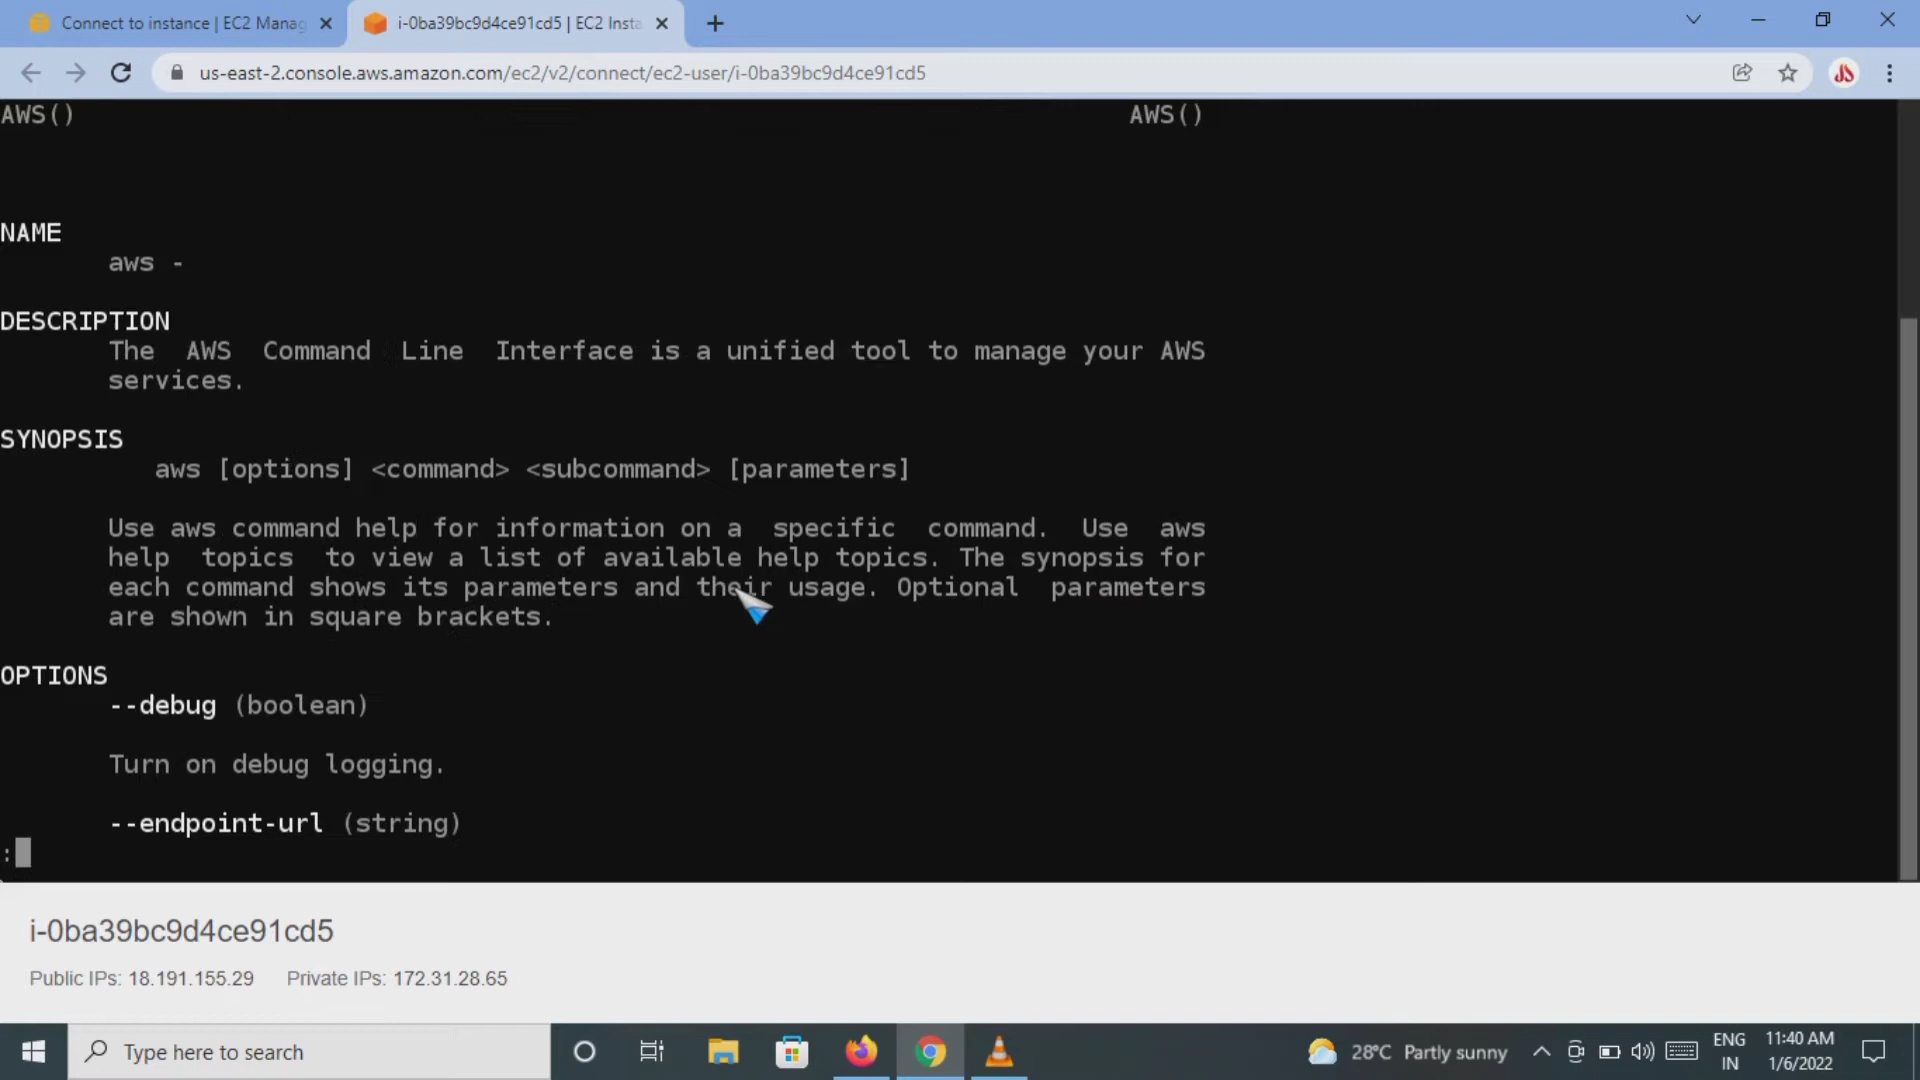 Connect to instance | EC2 Manag
i-0ba39bc9d4ce91cd5 | EC2 Insta
us-east-2.console.aws.amazon.com/ec2/v2/connect/ec2-user/i-0ba39bc9d4ce91cd5
AWS() AWS()
NAME
aws -
DESCRIPTION
The AWS Command Line Interface is a unified tool to manage your AWS
services.
SYNOPSIS
aws [options] <command> <subcommand> [parameters]
Use aws command help for information on a specific command. Use aws
help topics to view a list of available help topics. The synopsis for
each command shows its parameters and their usage. Optional parameters
are shown in square brackets.
OPTIONS
--debug (boolean)
Turn on debug logging.
--endpoint-url (string)
:
i-0ba39bc9d4ce91cd5
Public IPs: 18.191.155.29 Private IPs: 172.31.28.65
Type here to search
28°C Partly sunny
ENG
IN
11:40 AM
1/6/2022